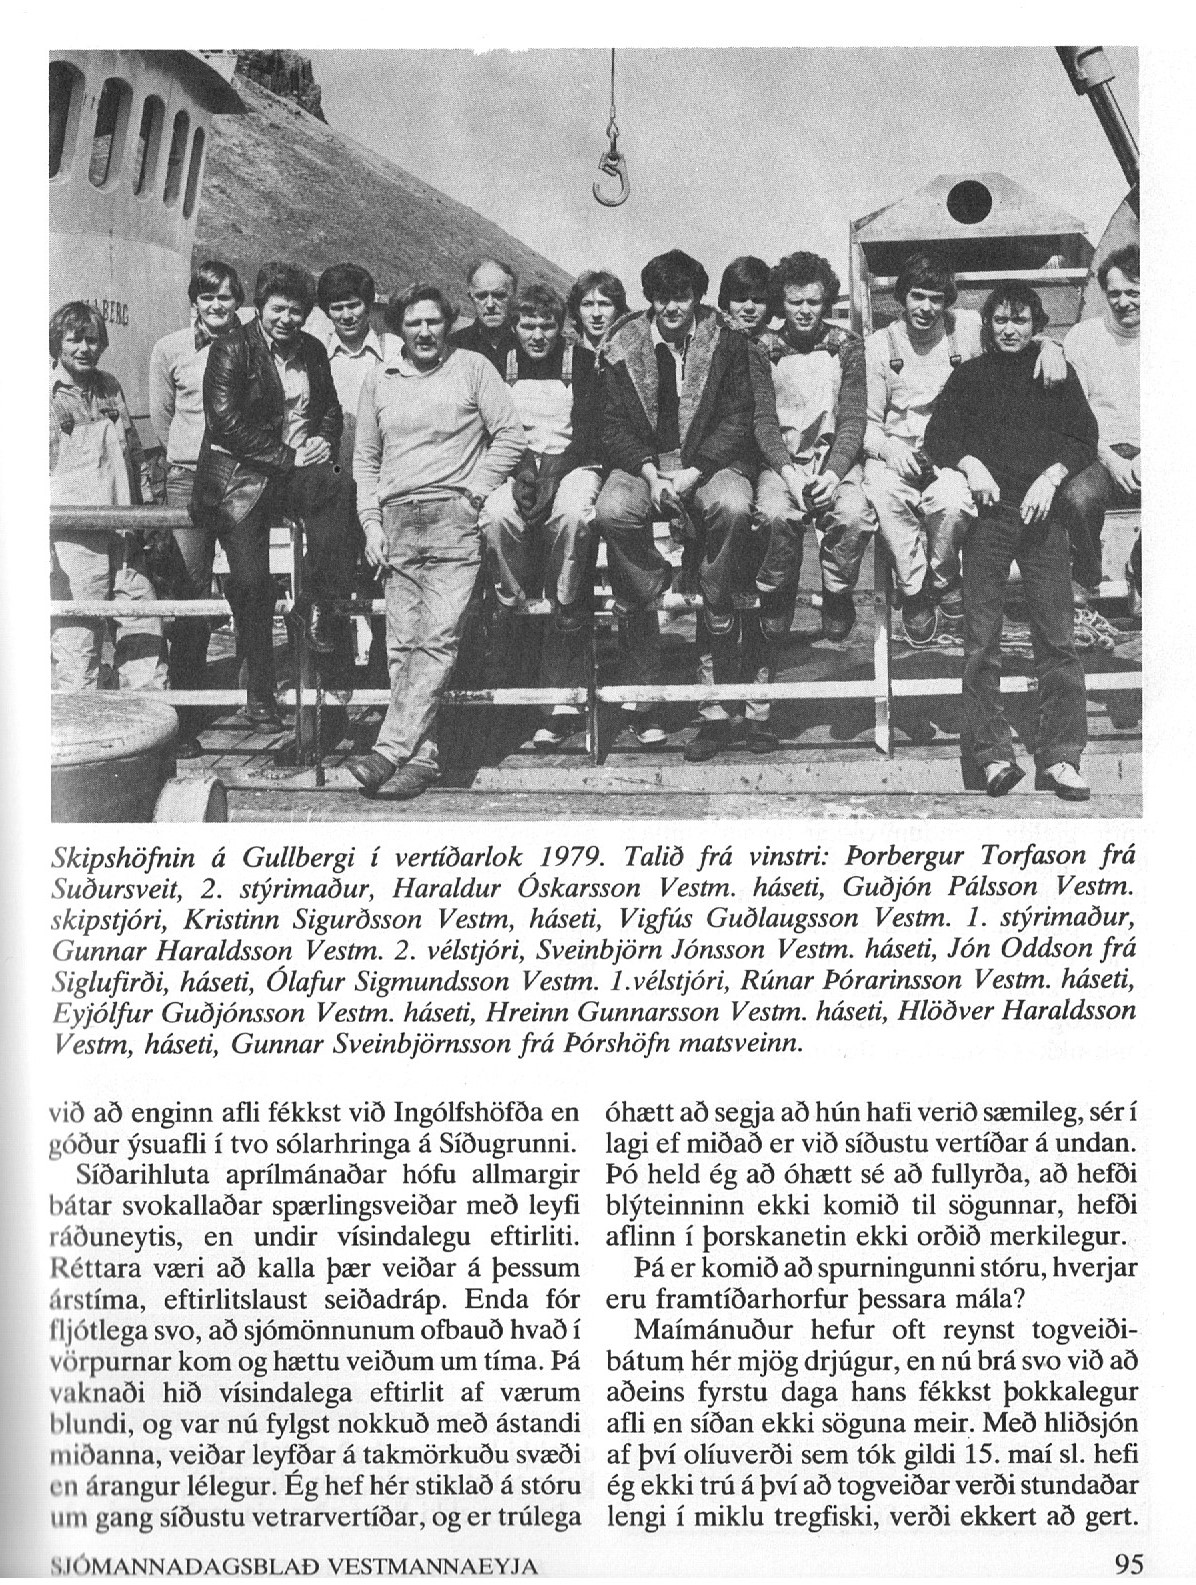 LBERG
Skipshöfnin á Gullbergi í vertíðarlok 1979. Talið frá vinstri: Þorbergur Torfason frá
Suðursveit, 2. stýrimaður, Haraldur Óskarsson Vestm. háseti, Guðjón Pálsson Vestm.
skipstjóri, Kristinn Sigurðsson Vestm, háseti, Vigfús Guðlaugsson Vestm. 1. stýrimaður,
Gunnar Haraldsson Vestm. 2. vélstjóri, Sveinbjörn Jónsson Vestm. háseti, Jón Oddson frá
Siglufirði, háseti, Ólafur Sigmundsson Vestm. 1.vélstjóri, Rúnar Þórarinsson Vestm. háseti,
Eyjólfur Guðjónsson Vestm. háseti, Hreinn Gunnarsson Vestm. háseti, Hlöðver Haraldsson
Vestm, háseti, Gunnar Sveinbjörnsson frá Þórshöfn matsveinn.
við að enginn afli fékkst við Ingólfshöfða en
góður ýsuafli í tvo sólarhringa á Síðugrunni.
Síðarihluta aprílmánaðar hófu allmargir
bátar svokallaðar spærlingsveiðar með leyfi
ráðuneytis, en undir vísindalegu eftirliti.
Réttara væri að kalla þær veiðar á þessum
árstíma, eftirlitslaust seiðadráp. Enda fór
fljótlega svo, að sjómönnunum ofbauð hvað í
vörpurnar kom og hættu veiðum um tíma. Þá
vaknaði hið vísindalega eftirlit af værum
blundi, og var nú fylgst nokkuð með ástandi
miðanna, veiðar leyfðar á takmörkuðu svæði
en árangur lélegur. Ég hef hér stiklað á stóru
um gang síðustu vetrarvertíðar, og er trúlega
óhætt að segja að hún hafi verið sæmileg, sér í
lagi ef miðað er við síðustu vertíðar á undan.
Þó held ég að óhætt sé að fullyrða, að hefði
blýteinninn ekki komið til sögunnar, hefði
aflinn í þorskanetin ekki orðið merkilegur.
Þá er komið að spurningunni stóru, hverjar
eru framtíðarhorfur þessara mála?
Maímánuður hefur oft reynst togveiði-
bátum hér mjög drjúgur, en nú brá svo við að
aðeins fyrstu daga hans fékkst þokkalegur
afli en síðan ekki söguna meir. Með hliðsjón
af því olíuverði sem tók gildi 15. maí sl. hefi
ég ekki trú á því að togveiðar verði stundaðar
lengi í miklu tregfiski, verði ekkert að gert.
SJÓMANNADAGSBLAÐ VESTMANNAEYJA
95